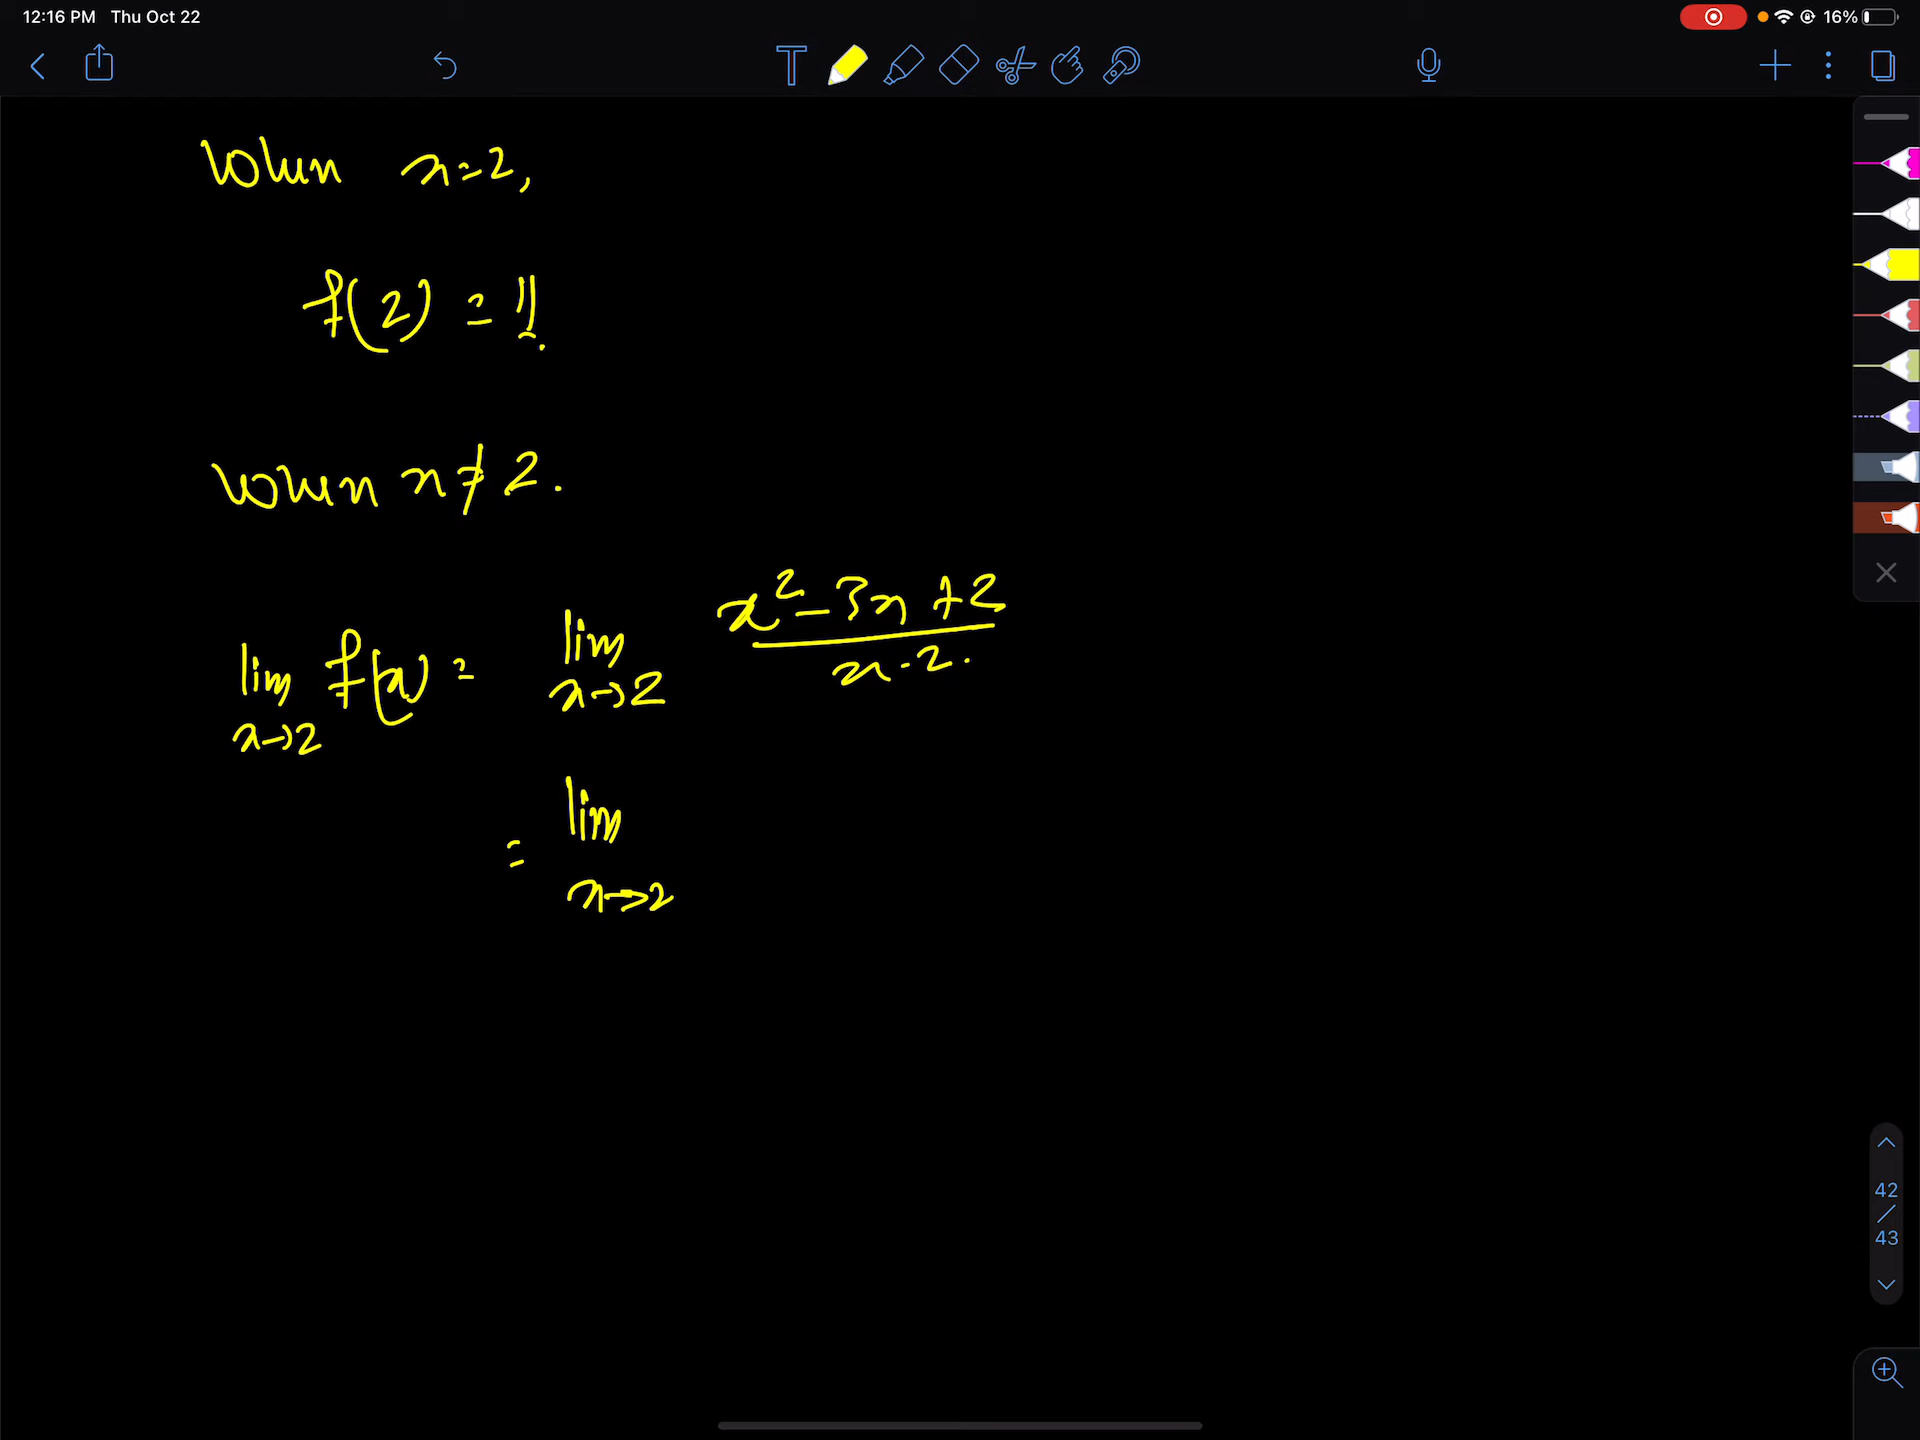 12:16 PM Thu Oct 22
16%
T
When x=2,
f(2) =
When x≠2.
lim x→2 f(x) = lim x→2 x²-3x+2 / x-2.
= lim x→2
42
/
43